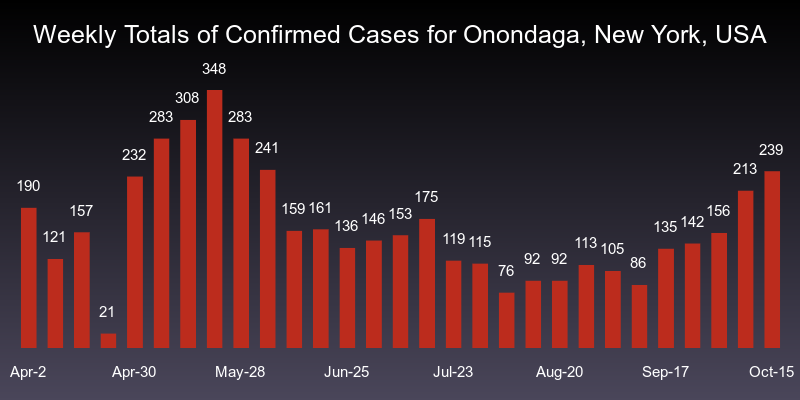 Weekly Totals of Confirmed Cases for Onondaga, New York, USA
190 121 157 21 232 283 308 348 283 241 159 161 136 146 153 175 119 115 76 92 92 113 105 86 135 142 156 213 239
Apr-2 Apr-30 May-28 Jun-25 Jul-23 Aug-20 Sep-17 Oct-15